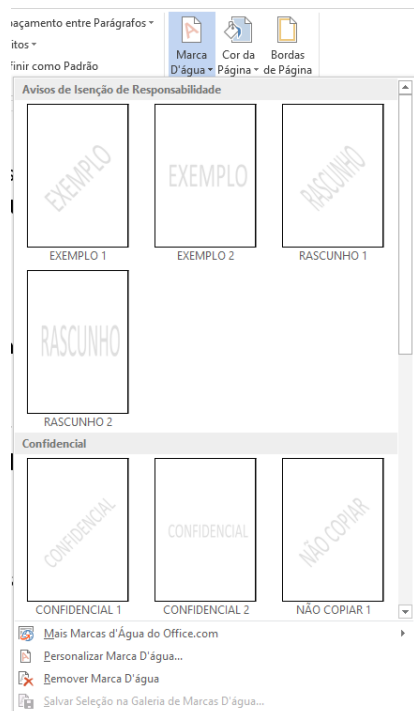 paçamento entre Parágrafos
itos
finir como Padrão
Marca D'água
Cor da Página
Bordas de Página
Avisos de Isenção de Responsabilidade
EXEMPLO
EXEMPLO
RASCUNHO
EXEMPLO 1
EXEMPLO 2
RASCUNHO 1
RASCUNHO
RASCUNHO 2
Confidencial
CONFIDENCIAL
CONFIDENCIAL
NÃO COPIAR
CONFIDENCIAL 1
CONFIDENCIAL 2
NÃO COPIAR 1
Mais Marcas d'Água do Office.com
Personalizar Marca D'água...
Remover Marca D'água
Salvar Seleção na Galeria de Marcas D'água...